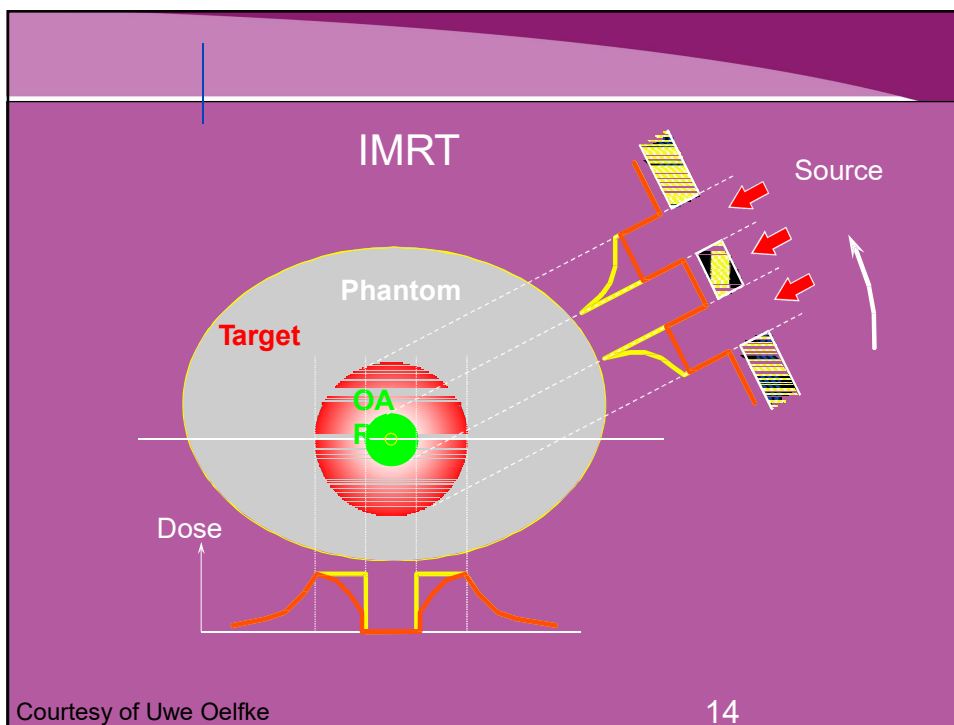 IMRT
Source
Phantom
Target
OA
R
Dose
Courtesy of Uwe Oelfke
14